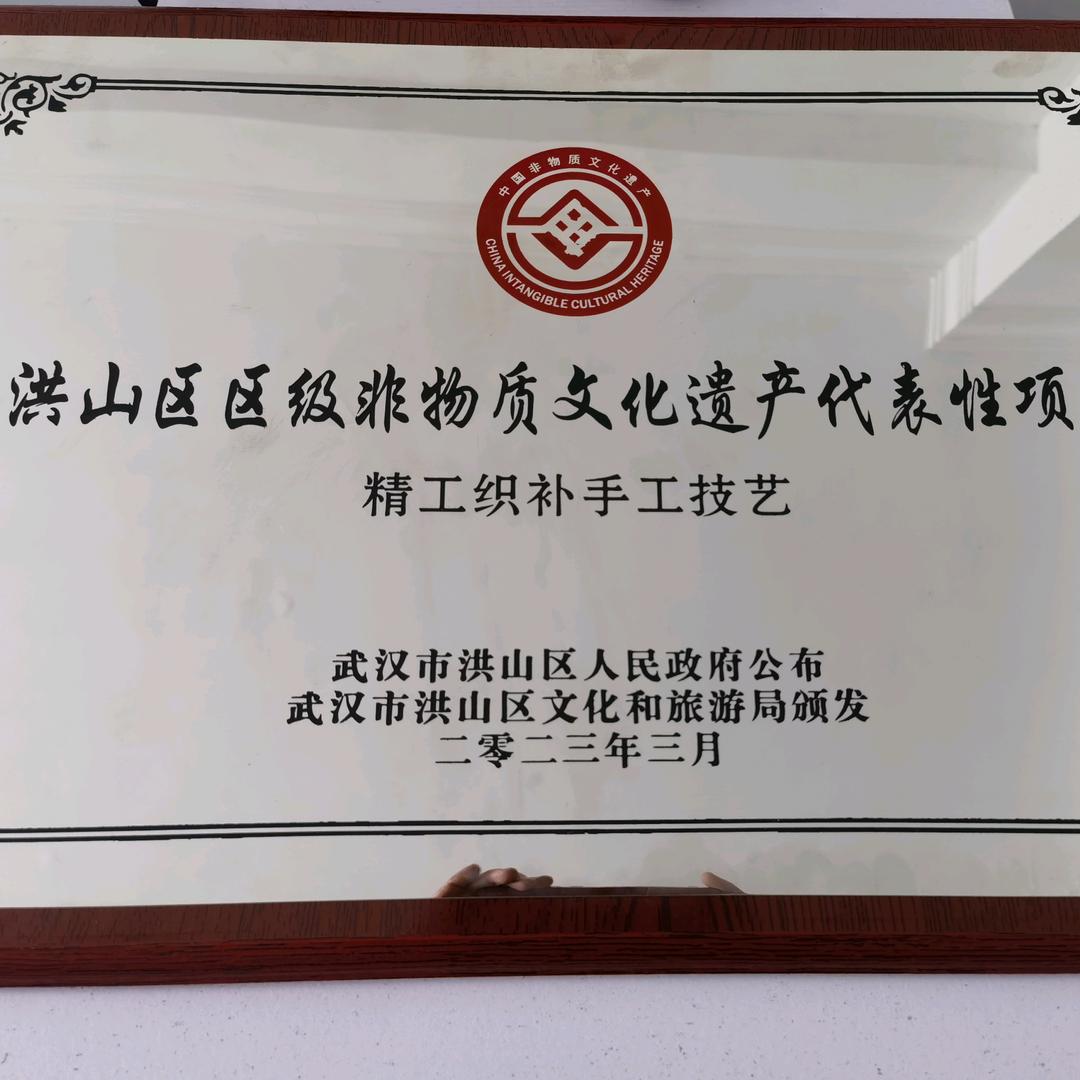 中国非物质文化遗产
CHINA INTANGIBLE CULTURAL HERITAGE
洪山区区级非物质文化遗产代表性项
精工织补手工技艺
武汉市洪山区人民政府公布
武汉市洪山区文化和旅游局颁发
二零二三年三月